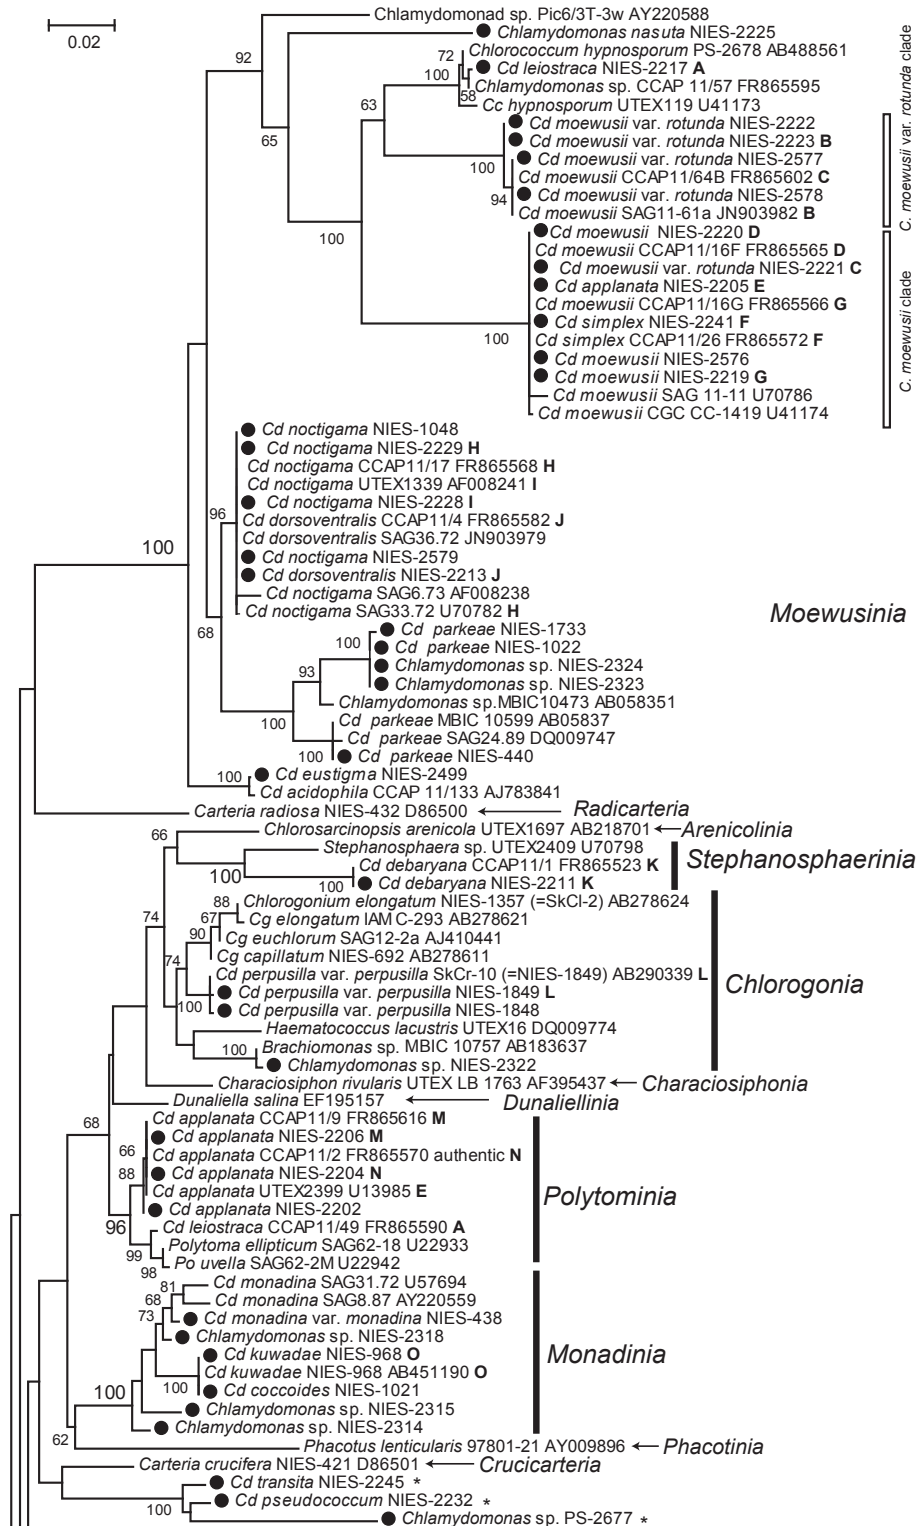 0.02
Chlamydomonad sp. Pic6/3T-3w AY220588
Chlamydomonas nasuta NIES-2225
Chlorococcum hypnosporum PS-2678 AB488561
Cd leiostraca NIES-2217 A
Chlamydomonas sp. CCAP 11/57 FR865595
Cc hypnosporum UTEX119 U41173
Cd moewusii var. rotunda NIES-2222
Cd moewusii var. rotunda NIES-2223 B
Cd moewusii var. rotunda NIES-2577
Cd moewusii CCAP11/64B FR865602 C
Cd moewusii var. rotunda NIES-2578
Cd moewusii SAG11-61a JN903982 B
Cd moewusii NIES-2220 D
Cd moewusii CCAP11/16F FR865565 D
Cd moewusii var. rotunda NIES-2221 C
Cd applanata NIES-2205 E
Cd moewusii CCAP11/16G FR865566 G
Cd simplex NIES-2241 F
Cd simplex CCAP11/26 FR865572 F
Cd moewusii NIES-2576
Cd moewusii NIES-2219 G
Cd moewusii SAG 11-11 U70786
Cd moewusii CGC CC-1419 U41174
C. moewusii var. rotunda clade
C. moewusii clade
92
65
72
100
58
63
100
94
100
100
Cd noctigama NIES-1048
Cd noctigama NIES-2229 H
Cd noctigama CCAP11/17 FR865568 H
Cd noctigama UTEX1339 AF008241 I
Cd noctigama NIES-2228 I
Cd dorsoventralis CCAP11/4 FR865582 J
Cd dorsoventralis SAG36.72 JN903979
Cd noctigama NIES-2579
Cd dorsoventralis NIES-2213 J
Cd noctigama SAG6.73 AF008238
Cd noctigama SAG33.72 U70782 H
Cd parkeae NIES-1733
Cd parkeae NIES-1022
Chlamydomonas sp. NIES-2324
Chlamydomonas sp. NIES-2323
Chlamydomonas sp.MBIC10473 AB058351
Cd parkeae MBIC 10599 AB05837
Cd parkeae SAG24.89 DQ009747
Cd parkeae NIES-440
Cd eustigma NIES-2499
Cd acidophila CCAP 11/133 AJ783841
Moewusinia
96
100
68
100
93
100
100
100
Carteria radiosa NIES-432 D86500
Radicarteria
Chlorosarcinopsis arenicola UTEX1697 AB218701
Arenicolinia
Stephanosphaera sp. UTEX2409 U70798
Cd debaryana CCAP11/1 FR865523 K
Cd debaryana NIES-2211 K
Stephanosphaerinia
66
100
100
Chlorogonium elongatum NIES-1357 (=SkCl-2) AB278624
Cg elongatum IAM C-293 AB278621
Cg euchlorum SAG12-2a AJ410441
Cg capillatum NIES-692 AB278611
Cd perpusilla var. perpusilla SkCr-10 (=NIES-1849) AB290339 L
Cd perpusilla var. perpusilla NIES-1849 L
Cd perpusilla var. perpusilla NIES-1848
Haematococcus lacustris UTEX16 DQ009774
Brachiomonas sp. MBIC 10757 AB183637
Chlamydomonas sp. NIES-2322
Chlorogonia
88
67
74
90
74
100
100
Characiosiphon rivularis UTEX LB 1763 AF395437
Characiosiphonia
Dunaliella salina EF195157
Dunaliellinia
Cd applanata CCAP11/9 FR865616 M
Cd applanata NIES-2206 M
Cd applanata CCAP11/2 FR865570 authentic N
Cd applanata NIES-2204 N
Cd applanata UTEX2399 U13985 E
Cd applanata NIES-2202
Cd leiostraca CCAP11/49 FR865590 A
Polytoma ellipticum SAG62-18 U22933
Po uvella SAG62-2M U22942
Polytominia
68
66
88
96
99
98
Cd monadina SAG31.72 U57694
Cd monadina SAG8.87 AY220559
Cd monadina var. monadina NIES-438
Chlamydomonas sp. NIES-2318
Cd kuwadae NIES-968 O
Cd kuwadae NIES-968 AB451190 O
Cd coccoides NIES-1021
Chlamydomonas sp. NIES-2315
Chlamydomonas sp. NIES-2314
Monadinia
81
68
73
100
100
62
Phacotus lenticularis 97801-21 AY009896
Phacotinia
Carteria crucifera NIES-421 D86501
Crucicarteria
Cd transita NIES-2245 *
Cd pseudococcum NIES-2232 *
Chlamydomonas sp. PS-2677 *
100